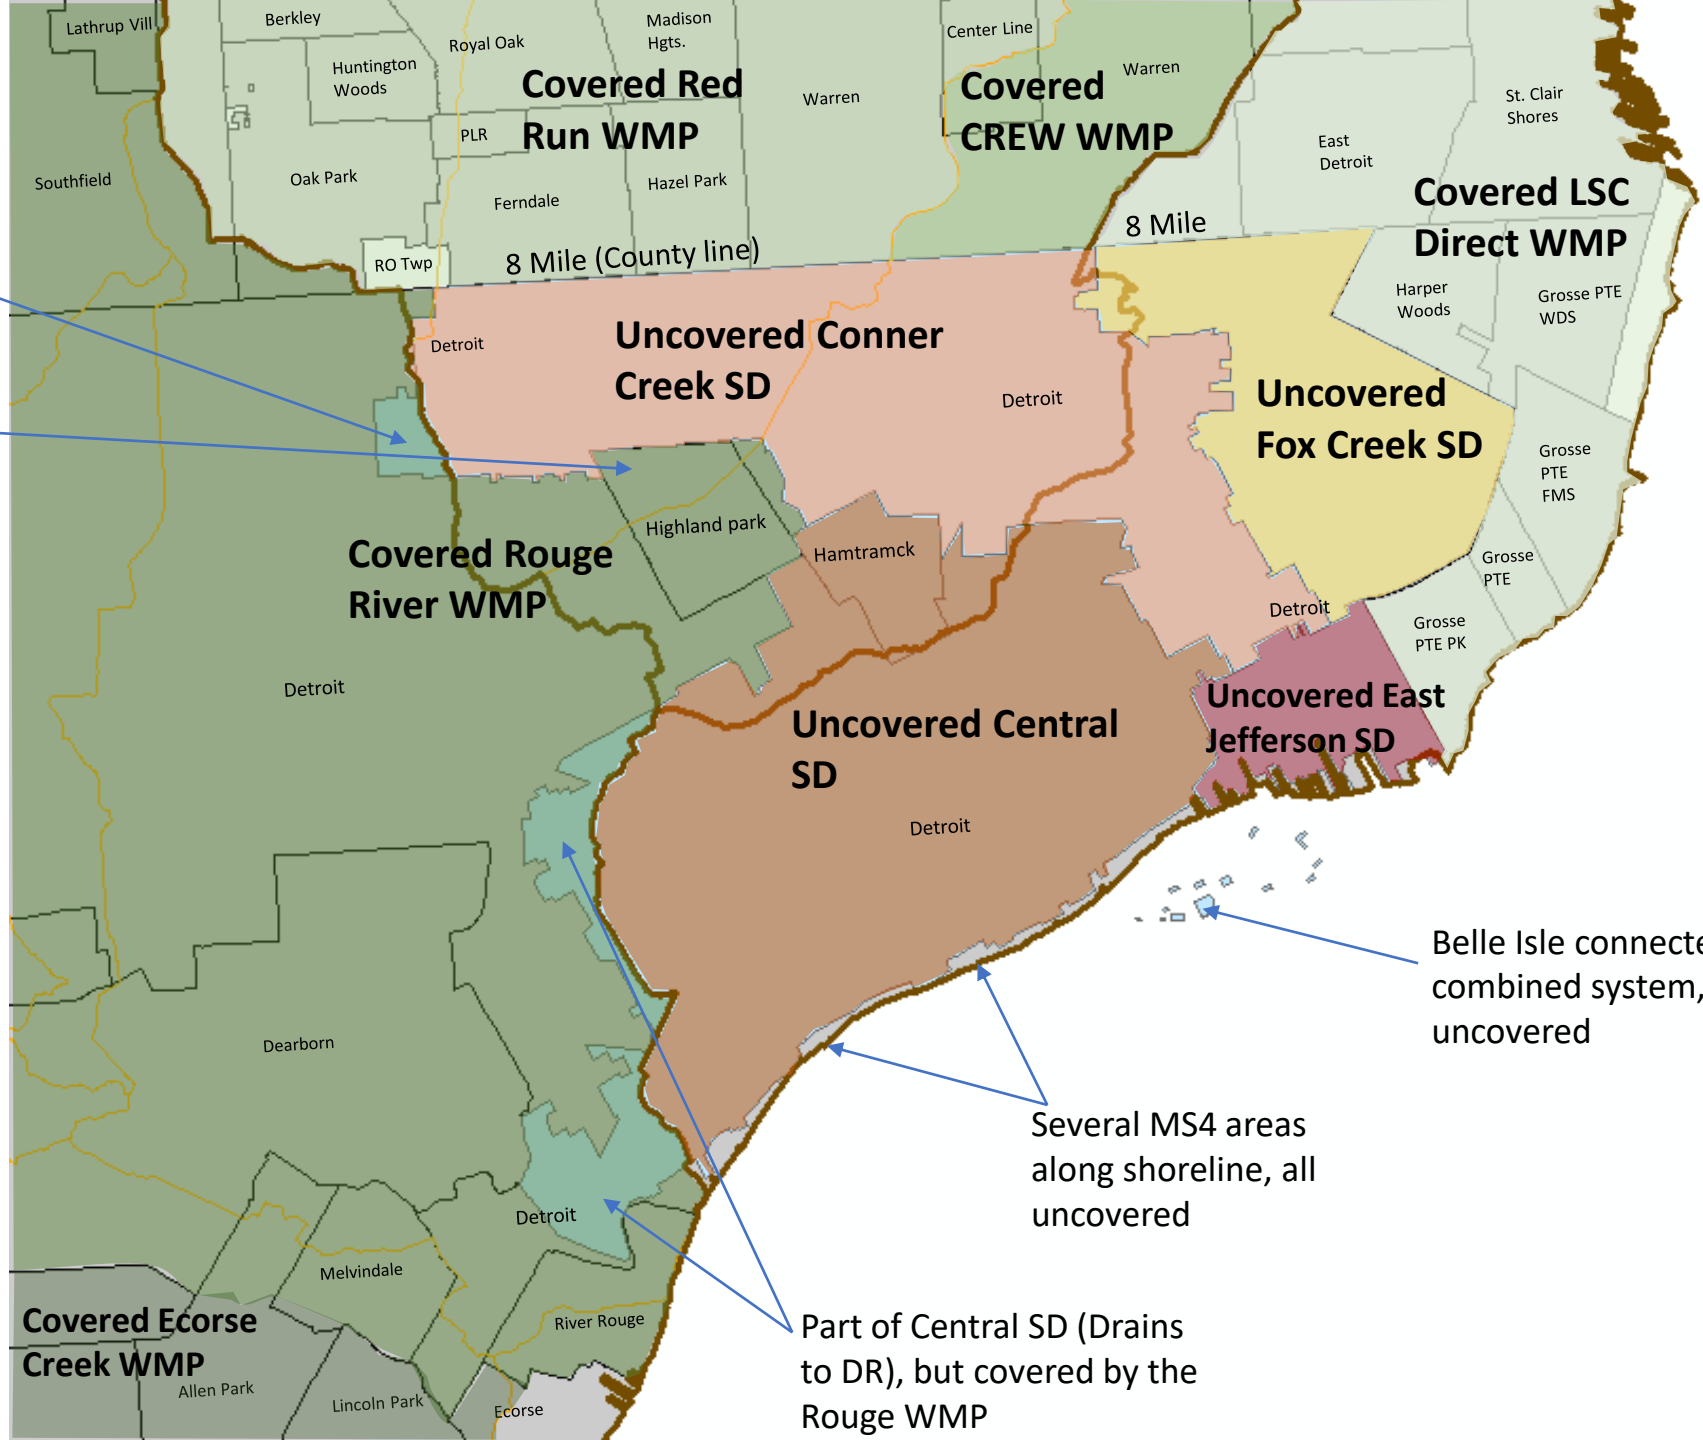 Lathrup Vill
Berkley
Huntington
Woods
Royal Oak
Madison
Hgts.
Center Line
Warren
Warren
Covered Red
Run WMP
Covered
CREW WMP
St. Clair
Shores
East
Detroit
PLR
Southfield
Oak Park
Ferndale
Hazel Park
Covered LSC
Direct WMP
RO Twp
8 Mile (County line)
8 Mile
Harper
Woods
Grosse PTE
WDS
Detroit
Uncovered Conner
Creek SD
Detroit
Uncovered
Fox Creek SD
Grosse
PTE
FMS
Highland park
Hamtramck
Covered Rouge
River WMP
Grosse
PTE
Detroit
Grosse
PTE PK
Detroit
Uncovered Central
SD
Uncovered East
Jefferson SD
Detroit
Belle Isle connecte
combined system,
uncovered
Dearborn
Several MS4 areas
along shoreline, all
uncovered
Detroit
Melvindale
River Rouge
Covered Ecorse
Creek WMP
Allen Park
Lincoln Park
Ecorse
Part of Central SD (Drains
to DR), but covered by the
Rouge WMP